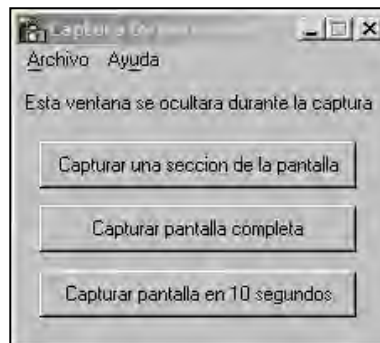 Captura
Archivo Ayuda
Esta ventana se ocultara durante la captura
Capturar una seccion de la pantalla
Capturar pantalla completa
Capturar pantalla en 10 segundos